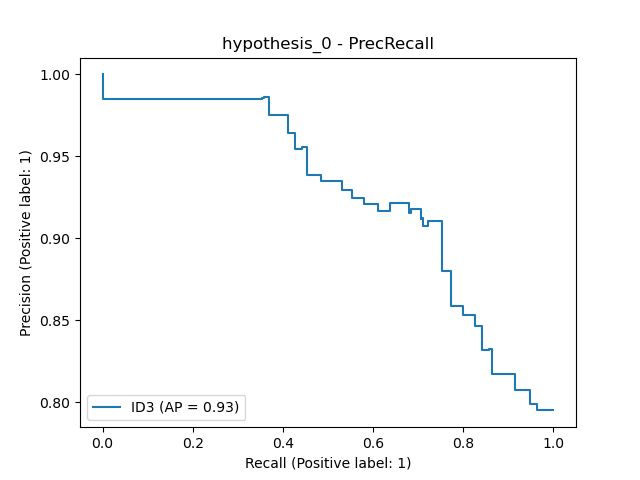 hypothesis_0 - PrecRecall
1.00
0.95
0.90
0.85
0.80
Precision (Positive label: 1)
ID3 (AP = 0.93)
0.0 0.2 0.4 0.6 0.8 1.0
Recall (Positive label: 1)